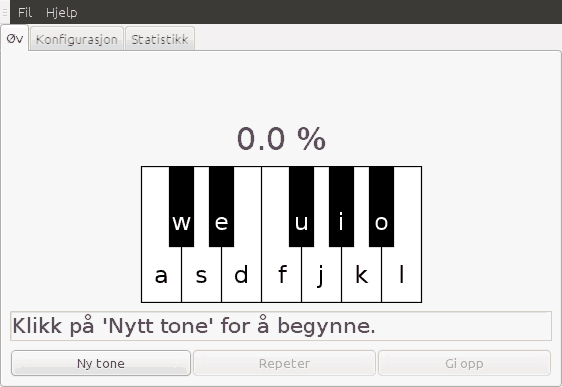 Fil Hjelp
Øv Konfigurasjon Statistikk
0.0 %
w e u i o
a s d f j k l
Klikk på 'Nytt tone' for å begynne.
Ny tone Repeter Gi opp